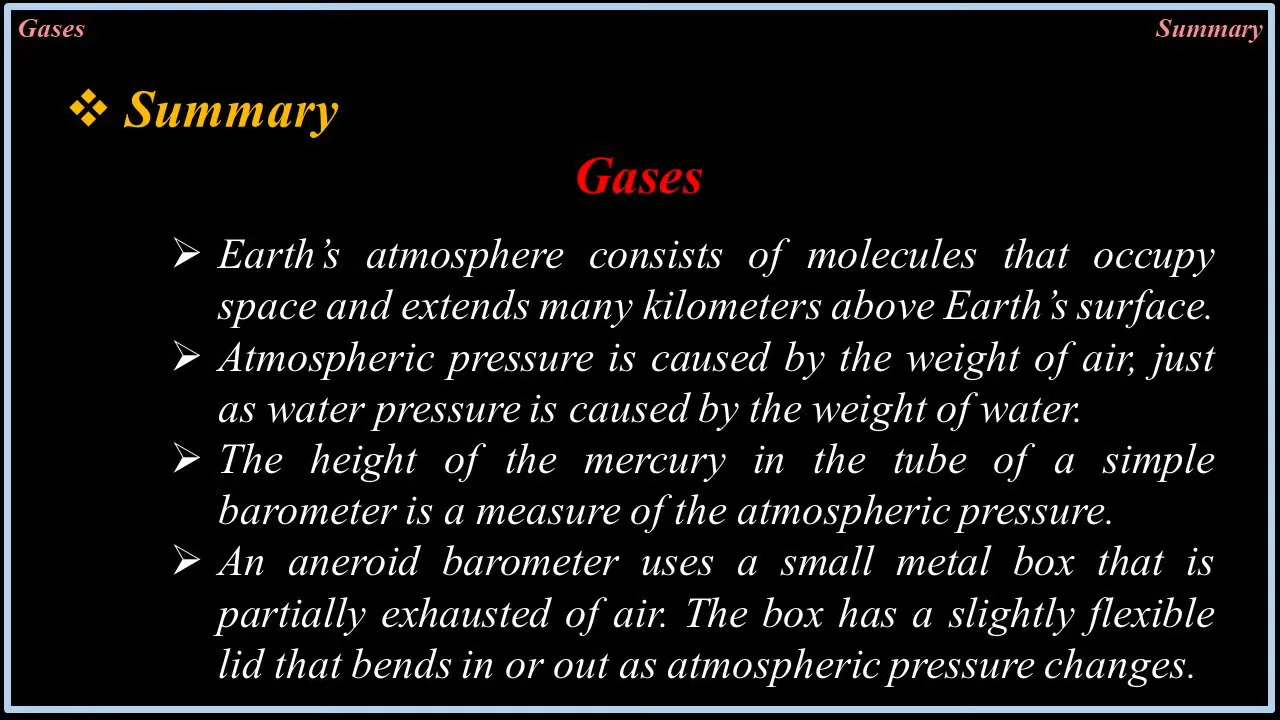 Gases
Summary
❖ Summary
Gases
➢ Earth’s atmosphere consists of molecules that occupy
space and extends many kilometers above Earth’s surface.
➢ Atmospheric pressure is caused by the weight of air, just
as water pressure is caused by the weight of water.
➢ The height of the mercury in the tube of a simple
barometer is a measure of the atmospheric pressure.
➢ An aneroid barometer uses a small metal box that is
partially exhausted of air. The box has a slightly flexible
lid that bends in or out as atmospheric pressure changes.